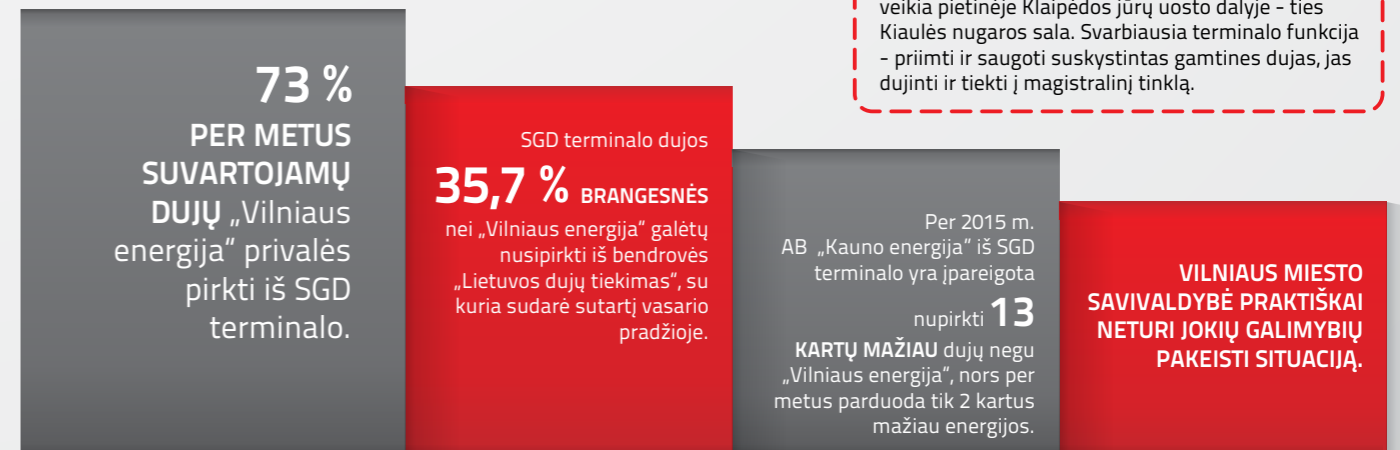 veikia pietinėje Klaipėdos jūrų uosto dalyje - ties
Kiaulės nugaros sala. Svarbiausia terminalo funkcija
- priimti ir saugoti suskystintas gamtines dujas, jas
dujinti ir tiekti į magistralinį tinklą.
73 %
PER METUS
SUVARTOJAMŲ
DUJŲ „Vilniaus
energija“ privalės
pirkti iš SGD
terminalo.
SGD terminalo dujos
35,7 % BRANGESNĖS
nei „Vilniaus energija“ galėtų
nusipirkti iš bendrovės
„Lietuvos dujų tiekimas“, su
kuria sudarė sutartį vasario
pradžioje.
Per 2015 m.
AB „Kauno energija“ iš SGD
terminalo yra įpareigota
nupirkti 13
KARTŲ MAŽIAU dujų negu
„Vilniaus energija“, nors per
metus parduoda tik 2 kartus
mažiau energijos.
VILNIAUS MIESTO
SAVIVALDYBĖ PRAKTIŠKAI
NETURI JOKIŲ GALIMYBIŲ
PAKEISTI SITUACIJĄ.